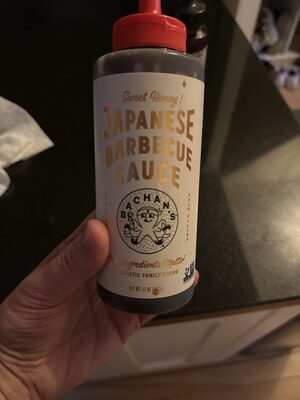 Sweet Honey
JAPANESE
BARBECUE
SAUCE
BACHAN'S
Ingredients Matter
AUTHENTIC FAMILY RECIPE
NET WT. 17 OZ